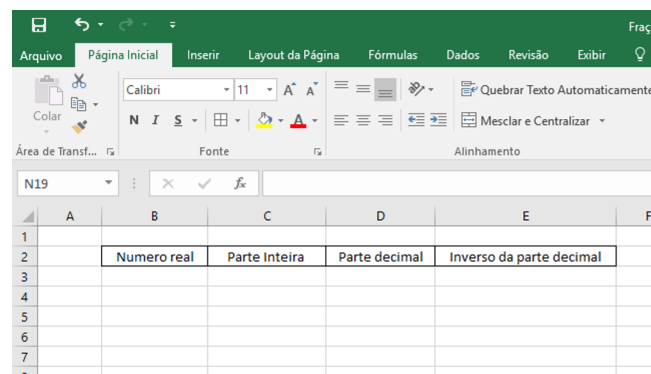 Fraç
Arquivo Página Inicial Inserir Layout da Página Fórmulas Dados Revisão Exibir
Calibri 11 A A Quebrar Texto Automaticamente
Colar N I S A Mesclar e Centralizar
Área de Transf... Fonte Alinhamento
N19 fx
A B C D E F
1
2 Numero real Parte Inteira Parte decimal Inverso da parte decimal
3
4
5
6
7